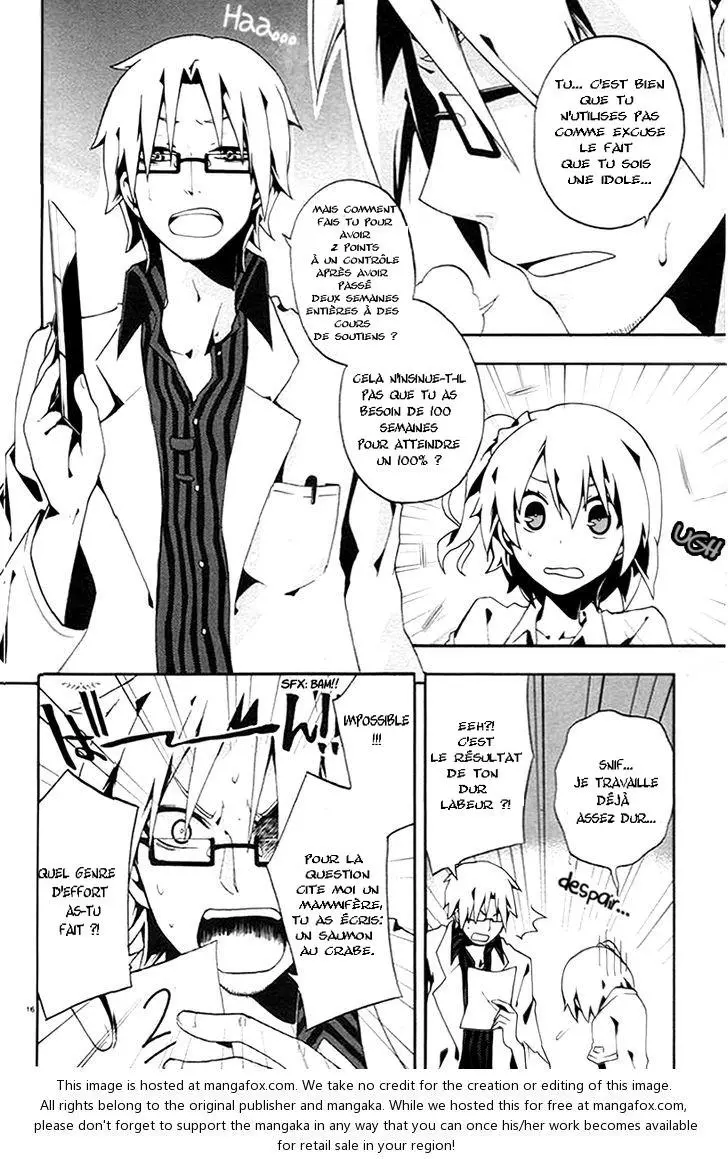 TU... C'EST BIEN
QUE TU
N'UTILISES PAS
COMME EXCUSE
LE FAIT
QUE TU SOIS
UNE IDOLE...
Haa...
MAIS COMMENT
FAIS TU POUR
AVOIR
2 POINTS
À UN CONTRÔLE
APRÈS AVOIR
PASSÉ
DEUX SEMAINES
ENTIÈRES À DES
COURS
DE SOUTIENS ?
CELA N'INSINUE-T-IL
PAS QUE TU AS
BESOIN DE 100
SEMAINES
POUR ATTEINDRE
UN 100% ?
UGH
SNIF...
JE TRAVAILLE
DÉJÀ
ASSEZ DUR...
despair...
EEH?!
C'EST
LE RÉSULTAT
DE TON
DUR
LABEUR ?!
SFX: BAM!!
ばーーん!!
IMPOSSIBLE
!!!
POUR LA
QUESTION
CITE MOI UN
MAMMIFÈRE,
TU AS ÉCRIS:
UN SAUMON
AU CRABE.
QUEL GENRE
D'EFFORT
AS-TU
FAIT ?!
2
16
This image is hosted at mangafox.com. We take no credit for the creation or editing of this image.
All rights belong to the original publisher and mangaka. While we hosted this for free at mangafox.com,
please don't forget to support the mangaka in any way that you can once his/her work becomes available
for retail sale in your region!